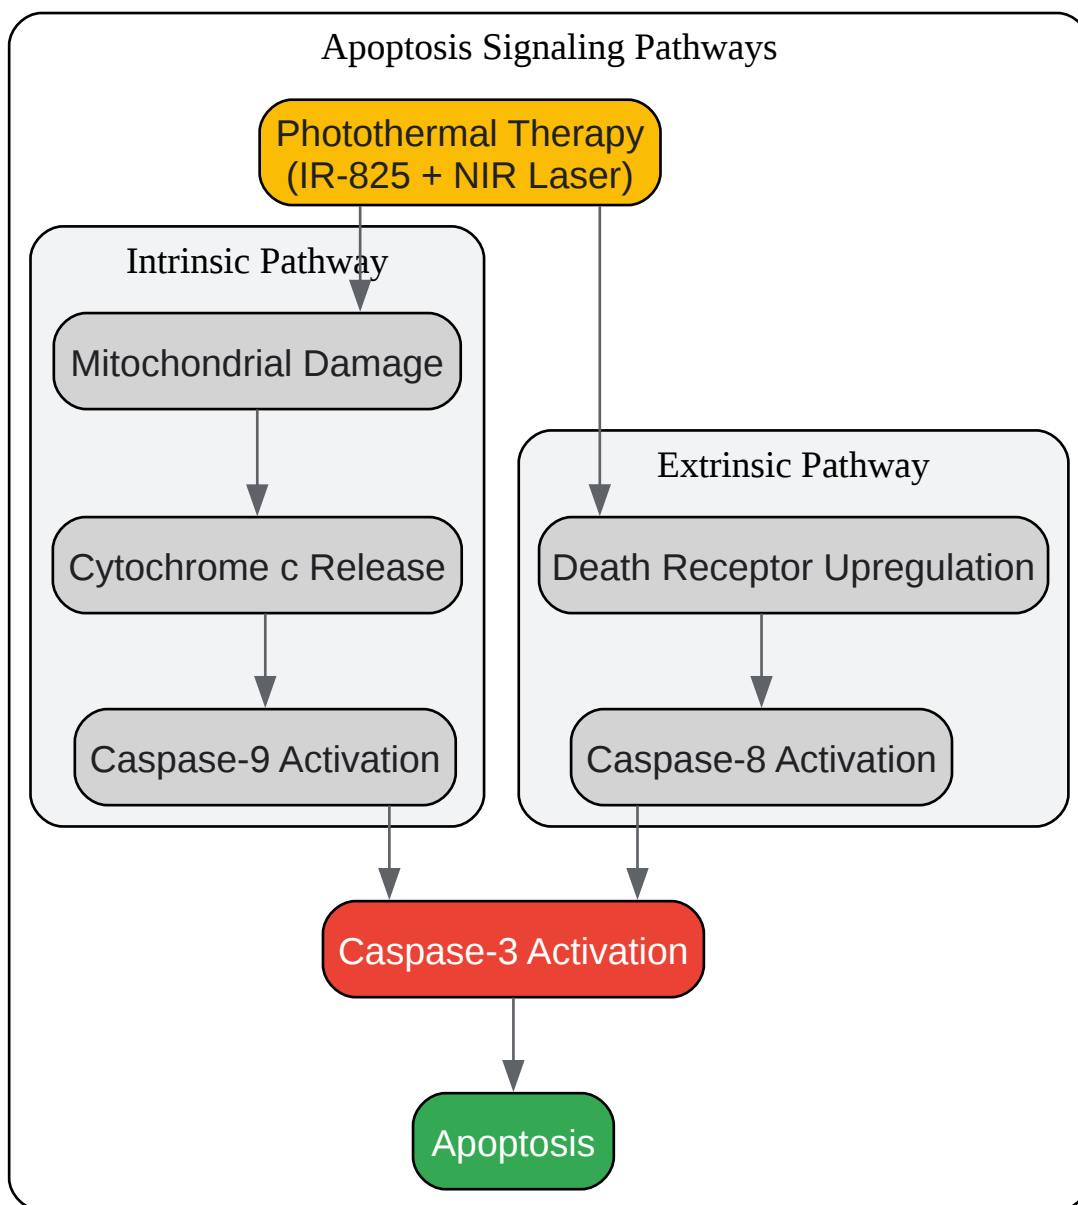 Apoptosis Signaling Pathways
Photothermal Therapy
(IR-825 + NIR Laser)
Intrinsic Pathway
Mitochondrial Damage
Cytochrome c Release
Caspase-9 Activation
Extrinsic Pathway
Death Receptor Upregulation
Caspase-8 Activation
Caspase-3 Activation
Apoptosis